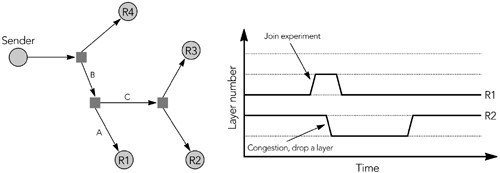 Sender
R4
R3
B
C
A
R1
R2
Join experiment
R1
R2
Congestion, drop a layer
Layer number
Time